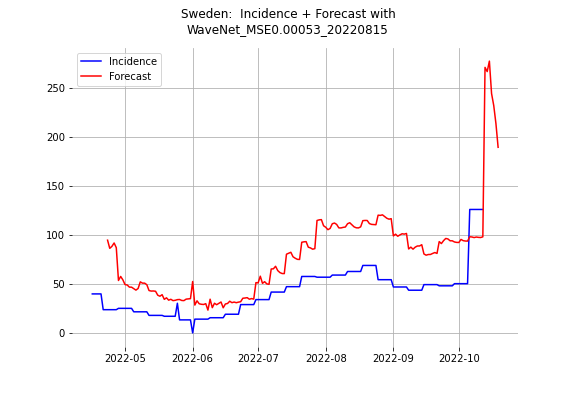 Sweden:  Incidence + Forecast with
WaveNet_MSE0.00053_20220815
Incidence
Forecast
250
200
150
100
50
0
2022-05 2022-06 2022-07 2022-08 2022-09 2022-10